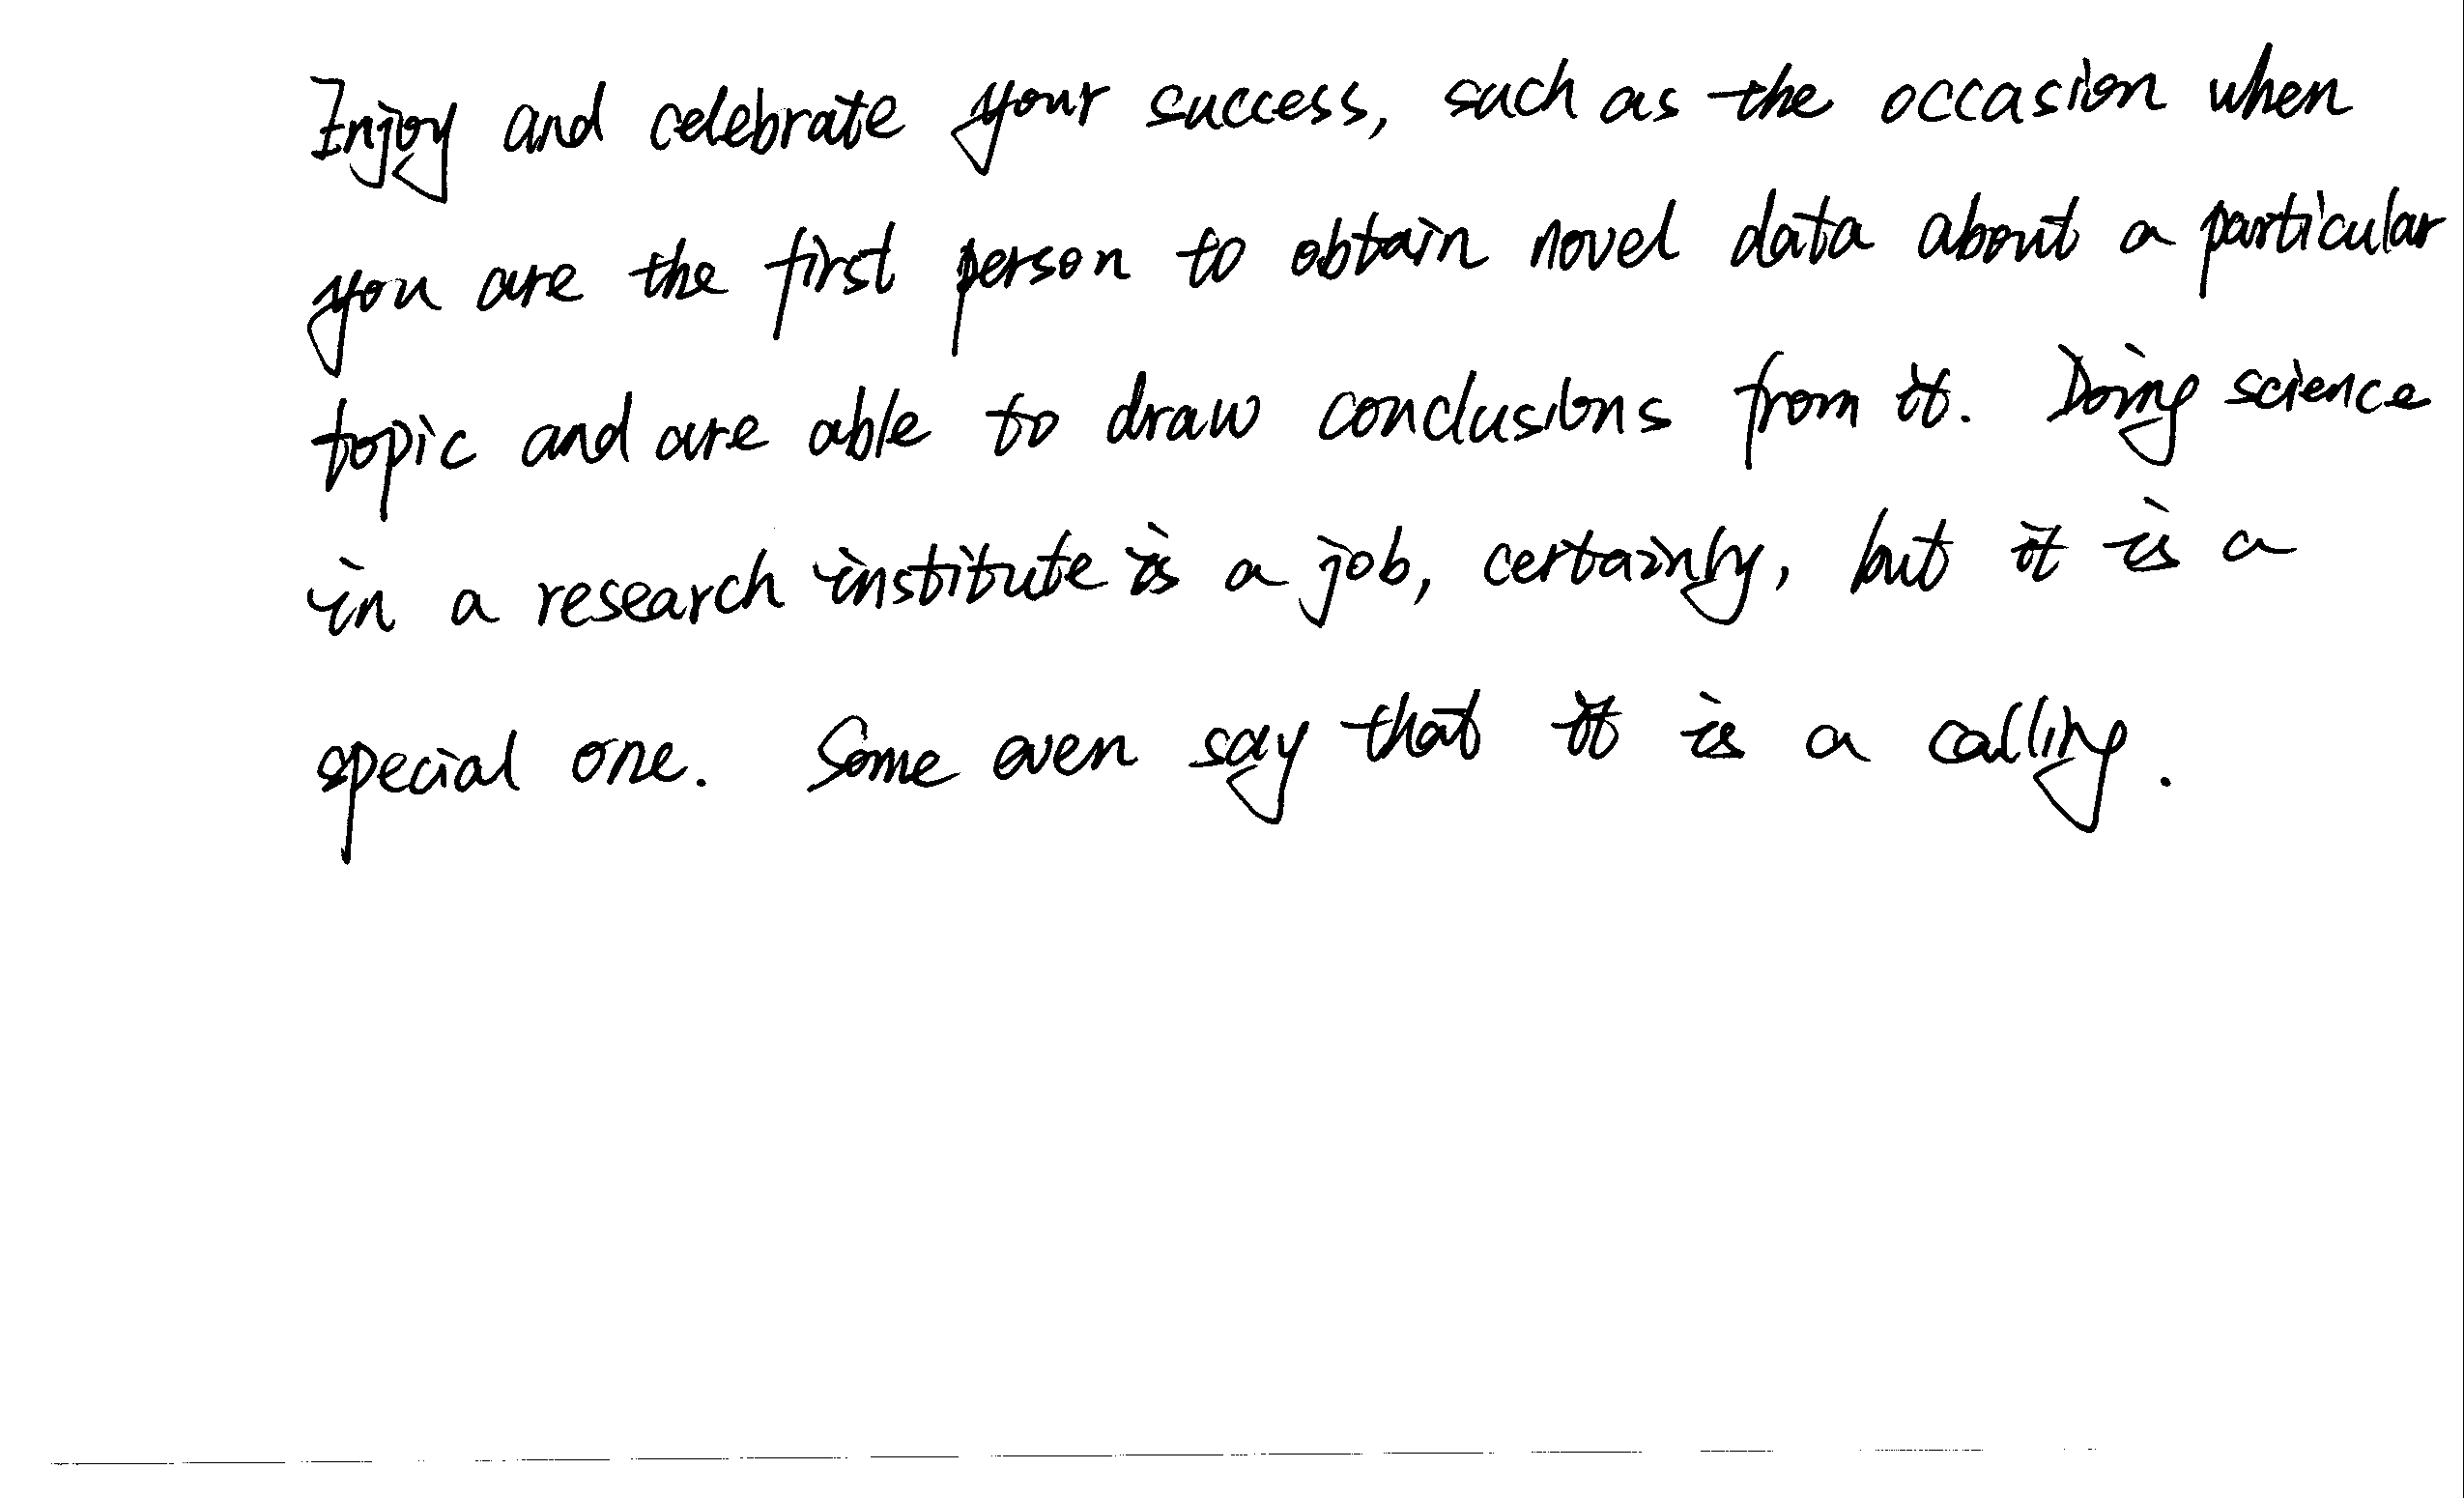 Enjoy and celebrate your success, such as the occasion when
you are the first person to obtain novel data about a particular
topic and are able to draw conclusions from it. Doing science
in a research institute is a job, certainly, but it is a
special one. Some even say that it is a calling.